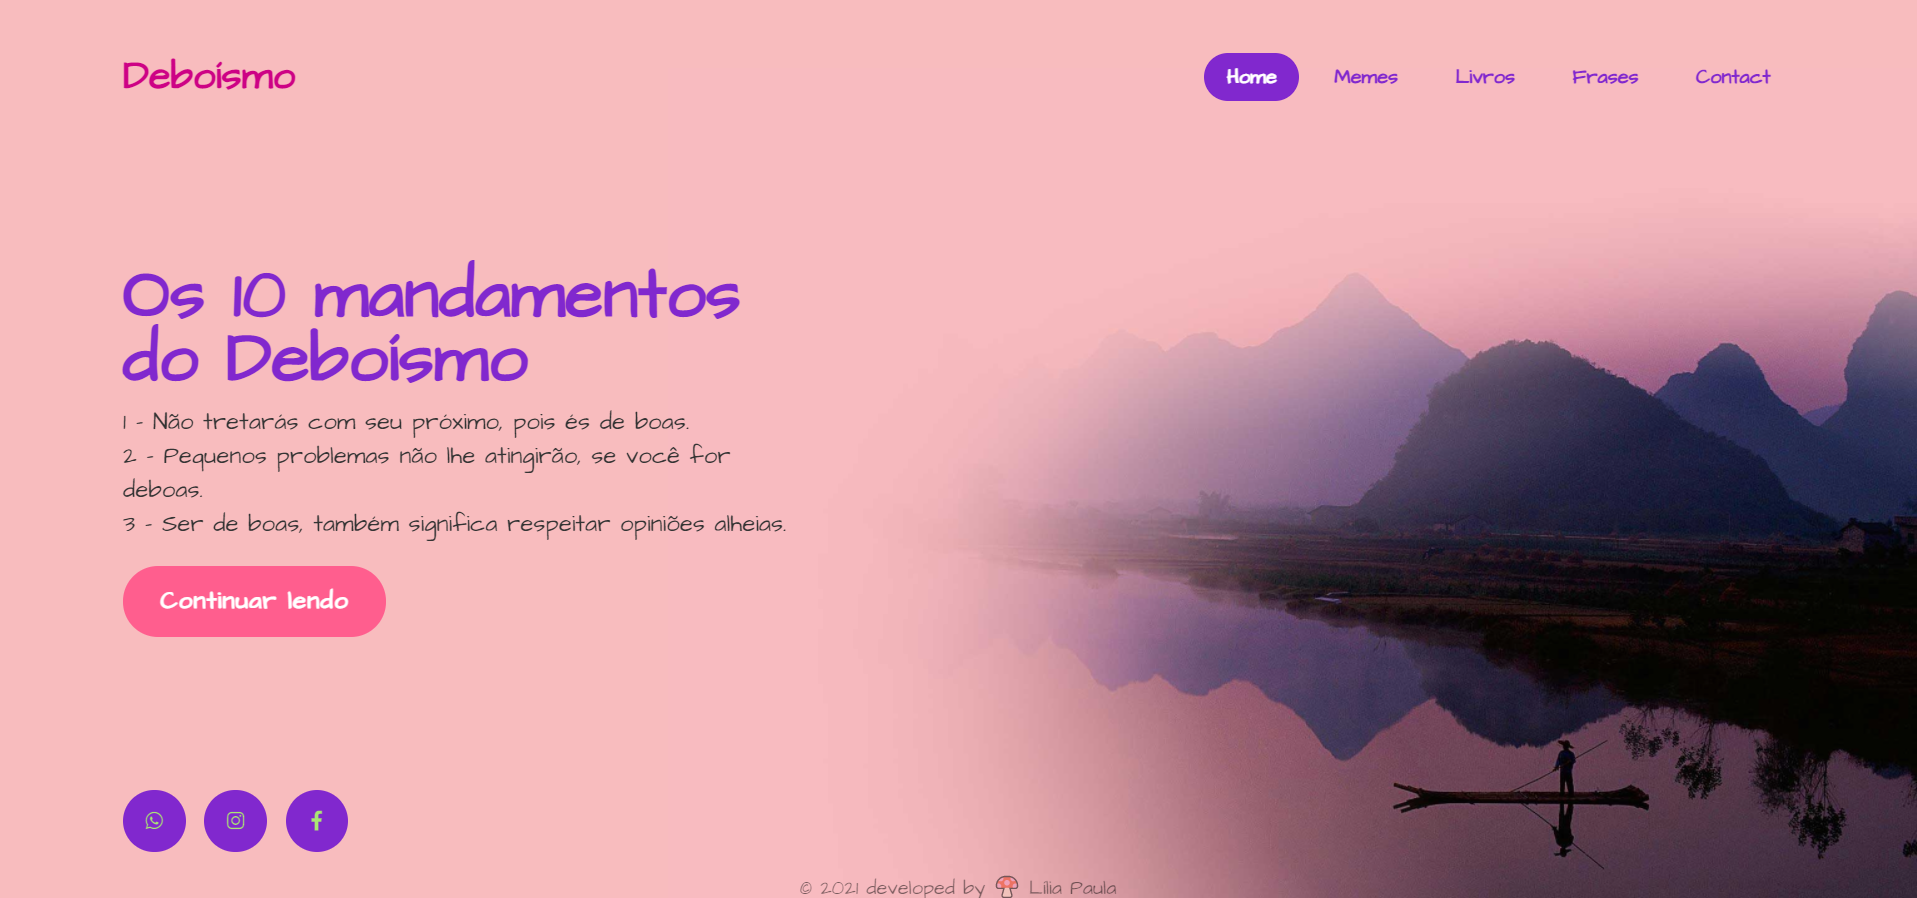 Deboísmo
Home Memes Livros Frases Contact
Os 10 mandamentos
do Deboísmo
1 - Não tretarás com seu próximo, pois és de boas.
2 - Pequenos problemas não lhe atingirão, se você for
deboas.
3 - Ser de boas, também significa respeitar opiniões alheias.
Continuar lendo
© 2021 developed by Lília Paula